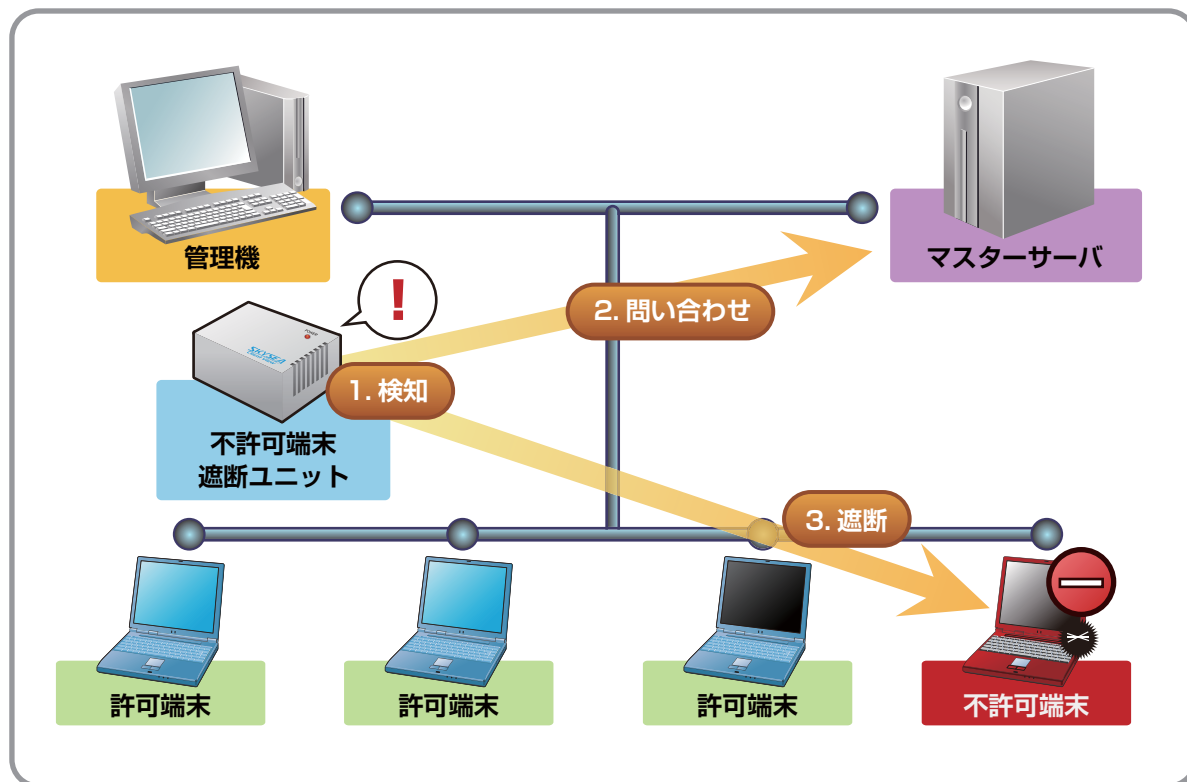 管理機
マスターサーバ
!
2. 問い合わせ
POWER
SKYSEA
1. 検知
不許可端末
遮断ユニット
3. 遮断
許可端末
許可端末
許可端末
不許可端末